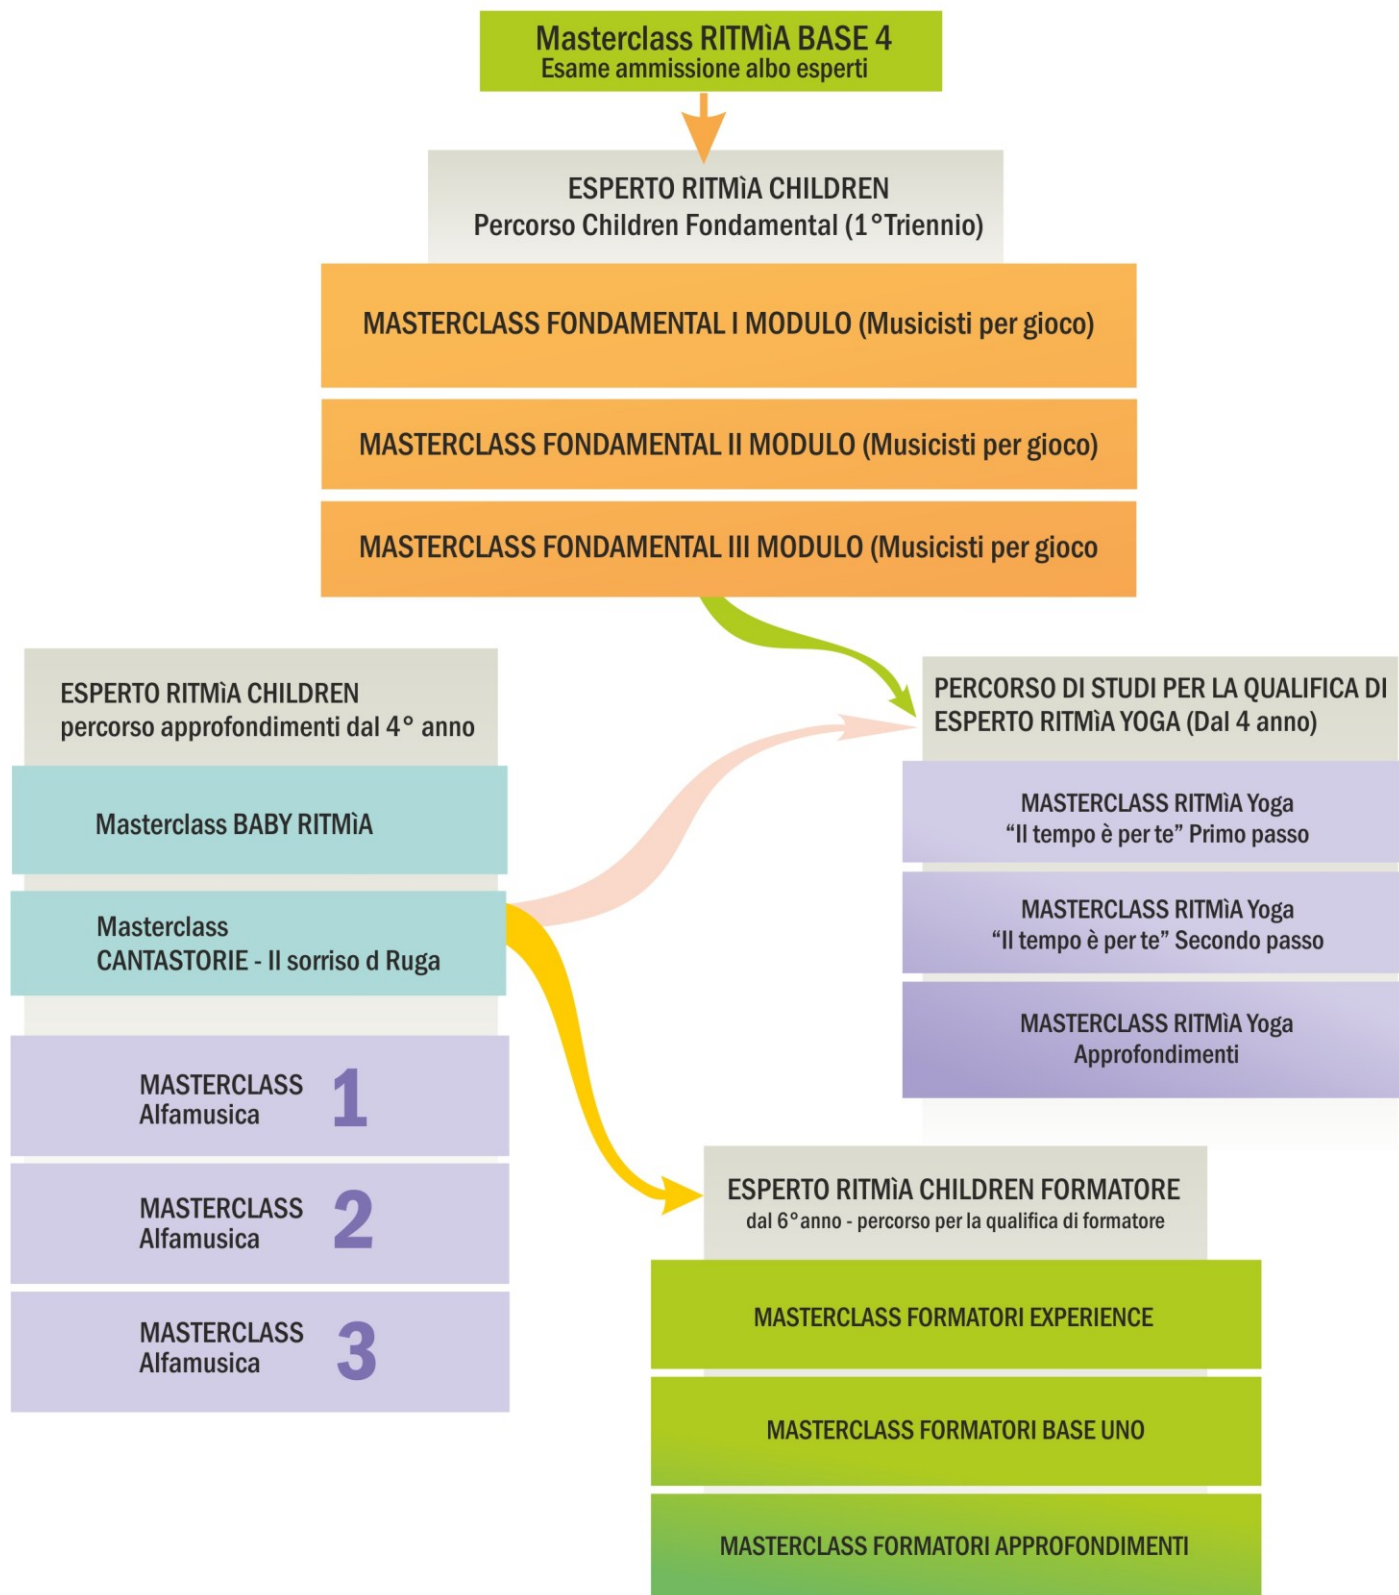 Masterclass RITMìA BASE 4
Esame ammissione albo esperti
ESPERTO RITMìA CHILDREN
Percorso Children Fondamental (1°Triennio)
MASTERCLASS FONDAMENTAL I MODULO (Musicisti per gioco)
MASTERCLASS FONDAMENTAL II MODULO (Musicisti per gioco)
MASTERCLASS FONDAMENTAL III MODULO (Musicisti per gioco
ESPERTO RITMìA CHILDREN
percorso approfondimenti dal 4° anno
Masterclass BABY RITMìA
Masterclass
CANTASTORIE - Il sorriso d Ruga
MASTERCLASS
Alfamusica 1
MASTERCLASS
Alfamusica 2
MASTERCLASS
Alfamusica 3
PERCORSO DI STUDI PER LA QUALIFICA DI
ESPERTO RITMìA YOGA (Dal 4 anno)
MASTERCLASS RITMìA Yoga
“Il tempo è per te” Primo passo
MASTERCLASS RITMìA Yoga
“Il tempo è per te” Secondo passo
MASTERCLASS RITMìA Yoga
Approfondimenti
ESPERTO RITMìA CHILDREN FORMATORE
dal 6°anno - percorso per la qualifica di formatore
MASTERCLASS FORMATORI EXPERIENCE
MASTERCLASS FORMATORI BASE UNO
MASTERCLASS FORMATORI APPROFONDIMENTI